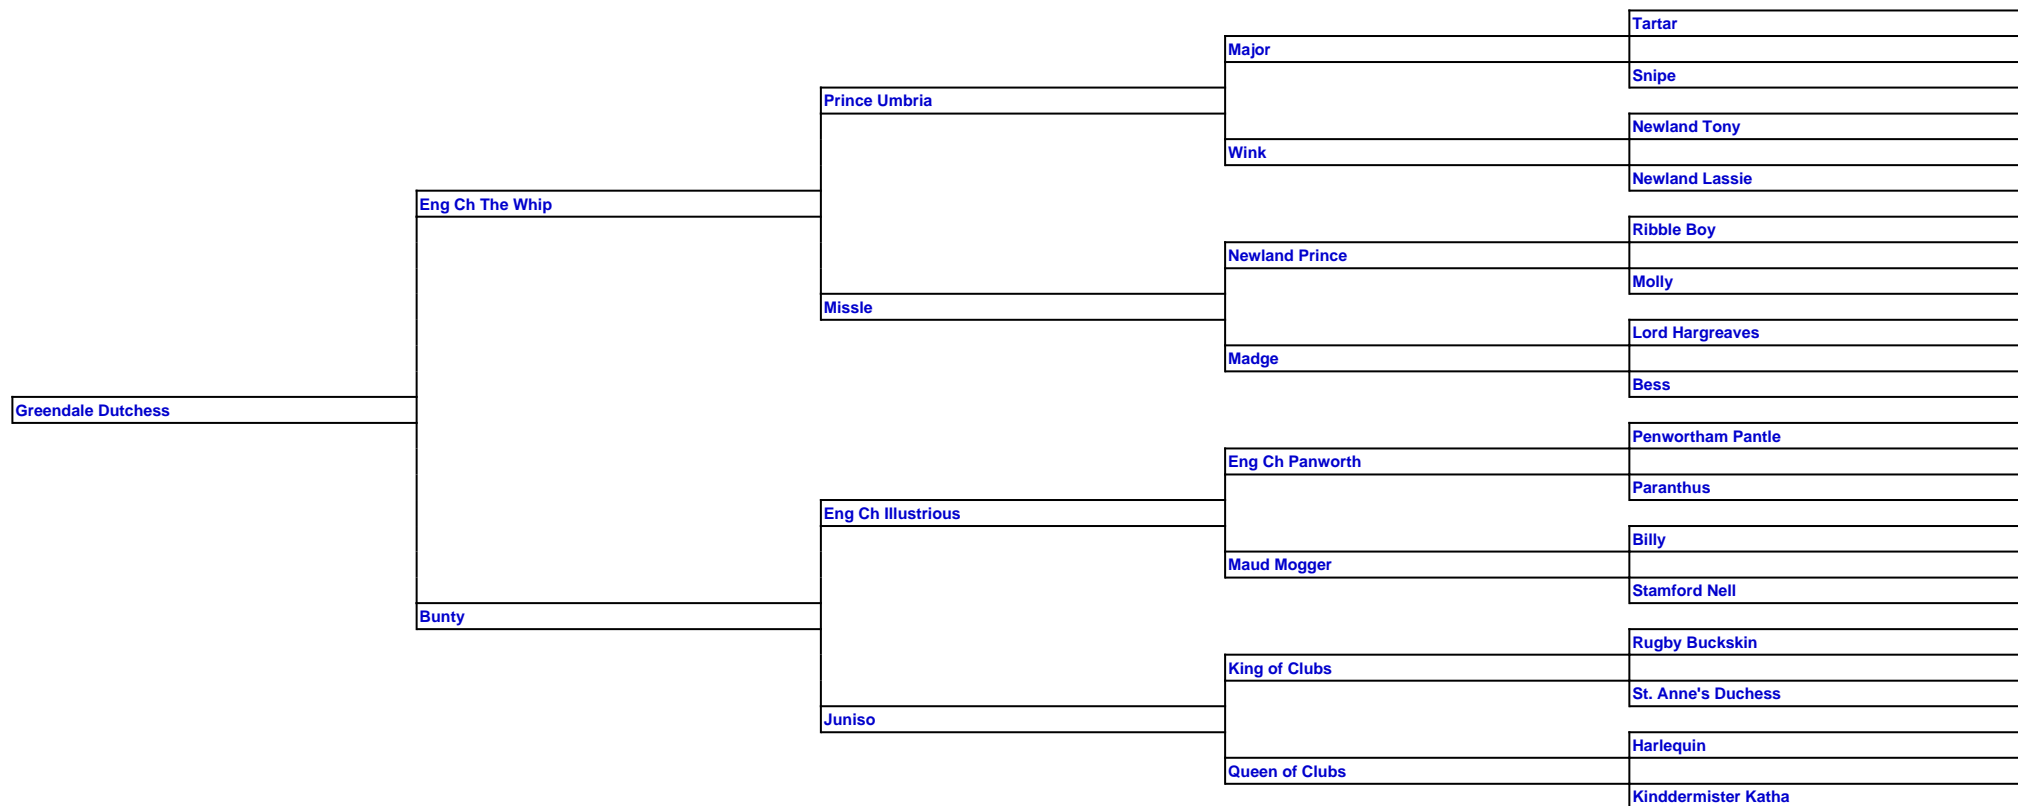 Tartar
Major
Snipe
Prince Umbria
Newland Tony
Wink
Newland Lassie
Eng Ch The Whip
Ribble Boy
Newland Prince
Molly
Missle
Lord Hargreaves
Madge
Bess
Greendale Dutchess
Penwortham Pantle
Eng Ch Panworth
Paranthus
Eng Ch Illustrious
Billy
Maud Mogger
Stamford Nell
Bunty
Rugby Buckskin
King of Clubs
St. Anne's Duchess
Juniso
Harlequin
Queen of Clubs
Kinddermister Katha